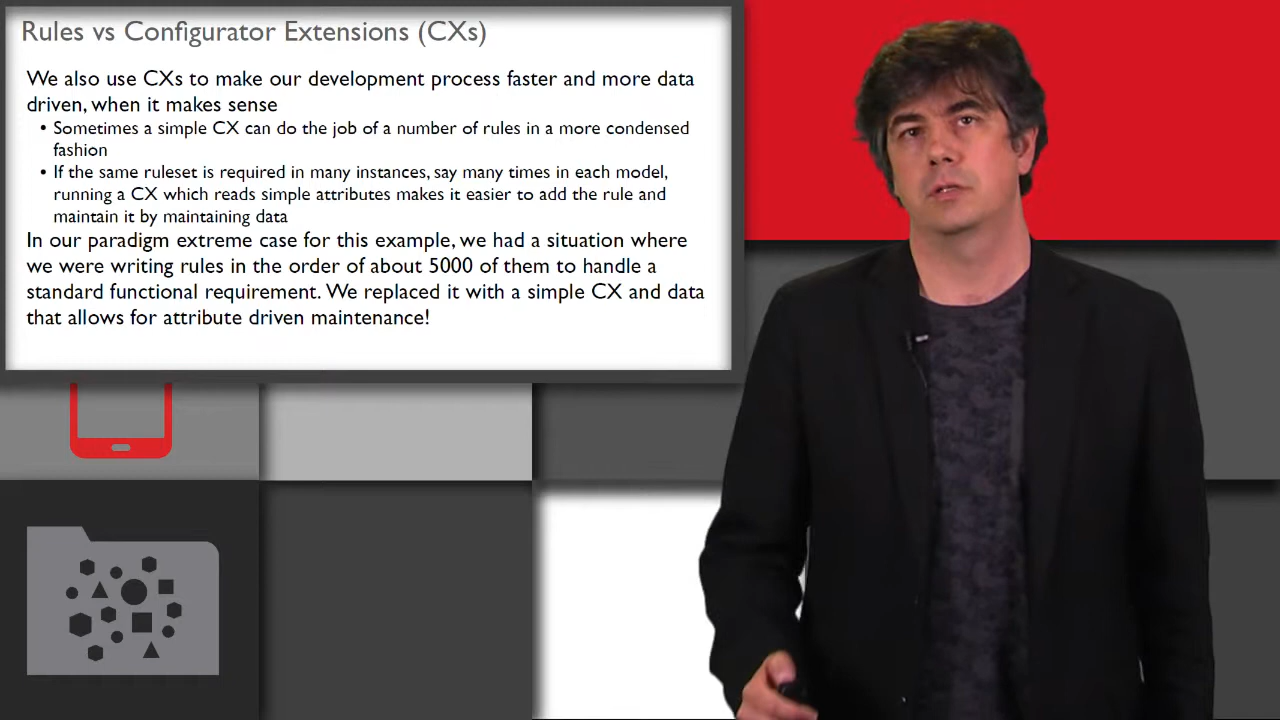 Rules vs Configurator Extensions (CXs)
We also use CXs to make our development process faster and more data
driven, when it makes sense
• Sometimes a simple CX can do the job of a number of rules in a more condensed
fashion
• If the same ruleset is required in many instances, say many times in each model,
running a CX which reads simple attributes makes it easier to add the rule and
maintain it by maintaining data
In our paradigm extreme case for this example, we had a situation where
we were writing rules in the order of about 5000 of them to handle a
standard functional requirement. We replaced it with a simple CX and data
that allows for attribute driven maintenance!